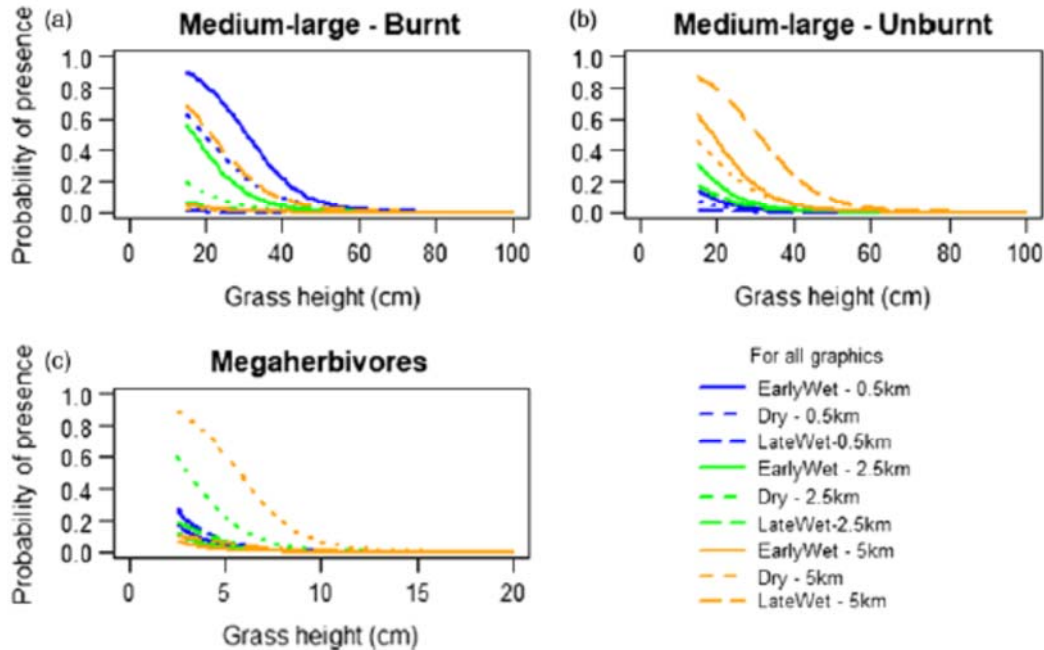 (a) Medium-large - Burnt
Probability of presence
1.0
0.8
0.6
0.4
0.2
0.0
0 20 40 60 80 100
Grass height (cm)
(b) Medium-large - Unburnt
Probability of presence
1.0
0.8
0.6
0.4
0.2
0.0
0 20 40 60 80 100
Grass height (cm)
(c) Megaherbivores
Probability of presence
1.0
0.8
0.6
0.4
0.2
0.0
0 5 10 15 20
Grass height (cm)
For all graphics
EarlyWet - 0.5km
Dry - 0.5km
LateWet-0.5km
EarlyWet - 2.5km
Dry - 2.5km
LateWet-2.5km
EarlyWet - 5km
Dry - 5km
LateWet - 5km